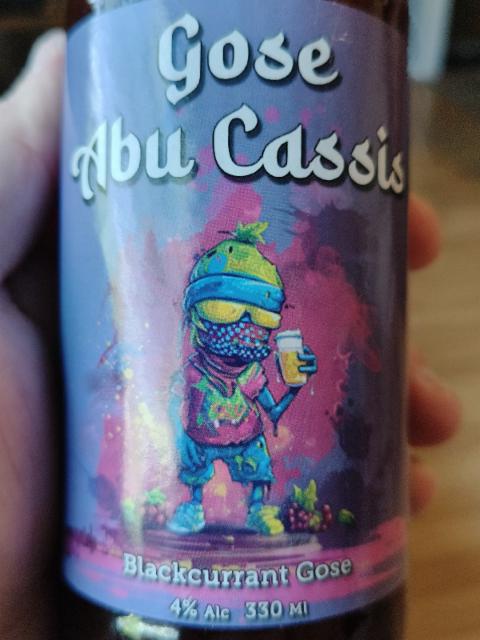 Gose
Abu Cassis
Blackcurrant Gose
4% Alc 330 Ml